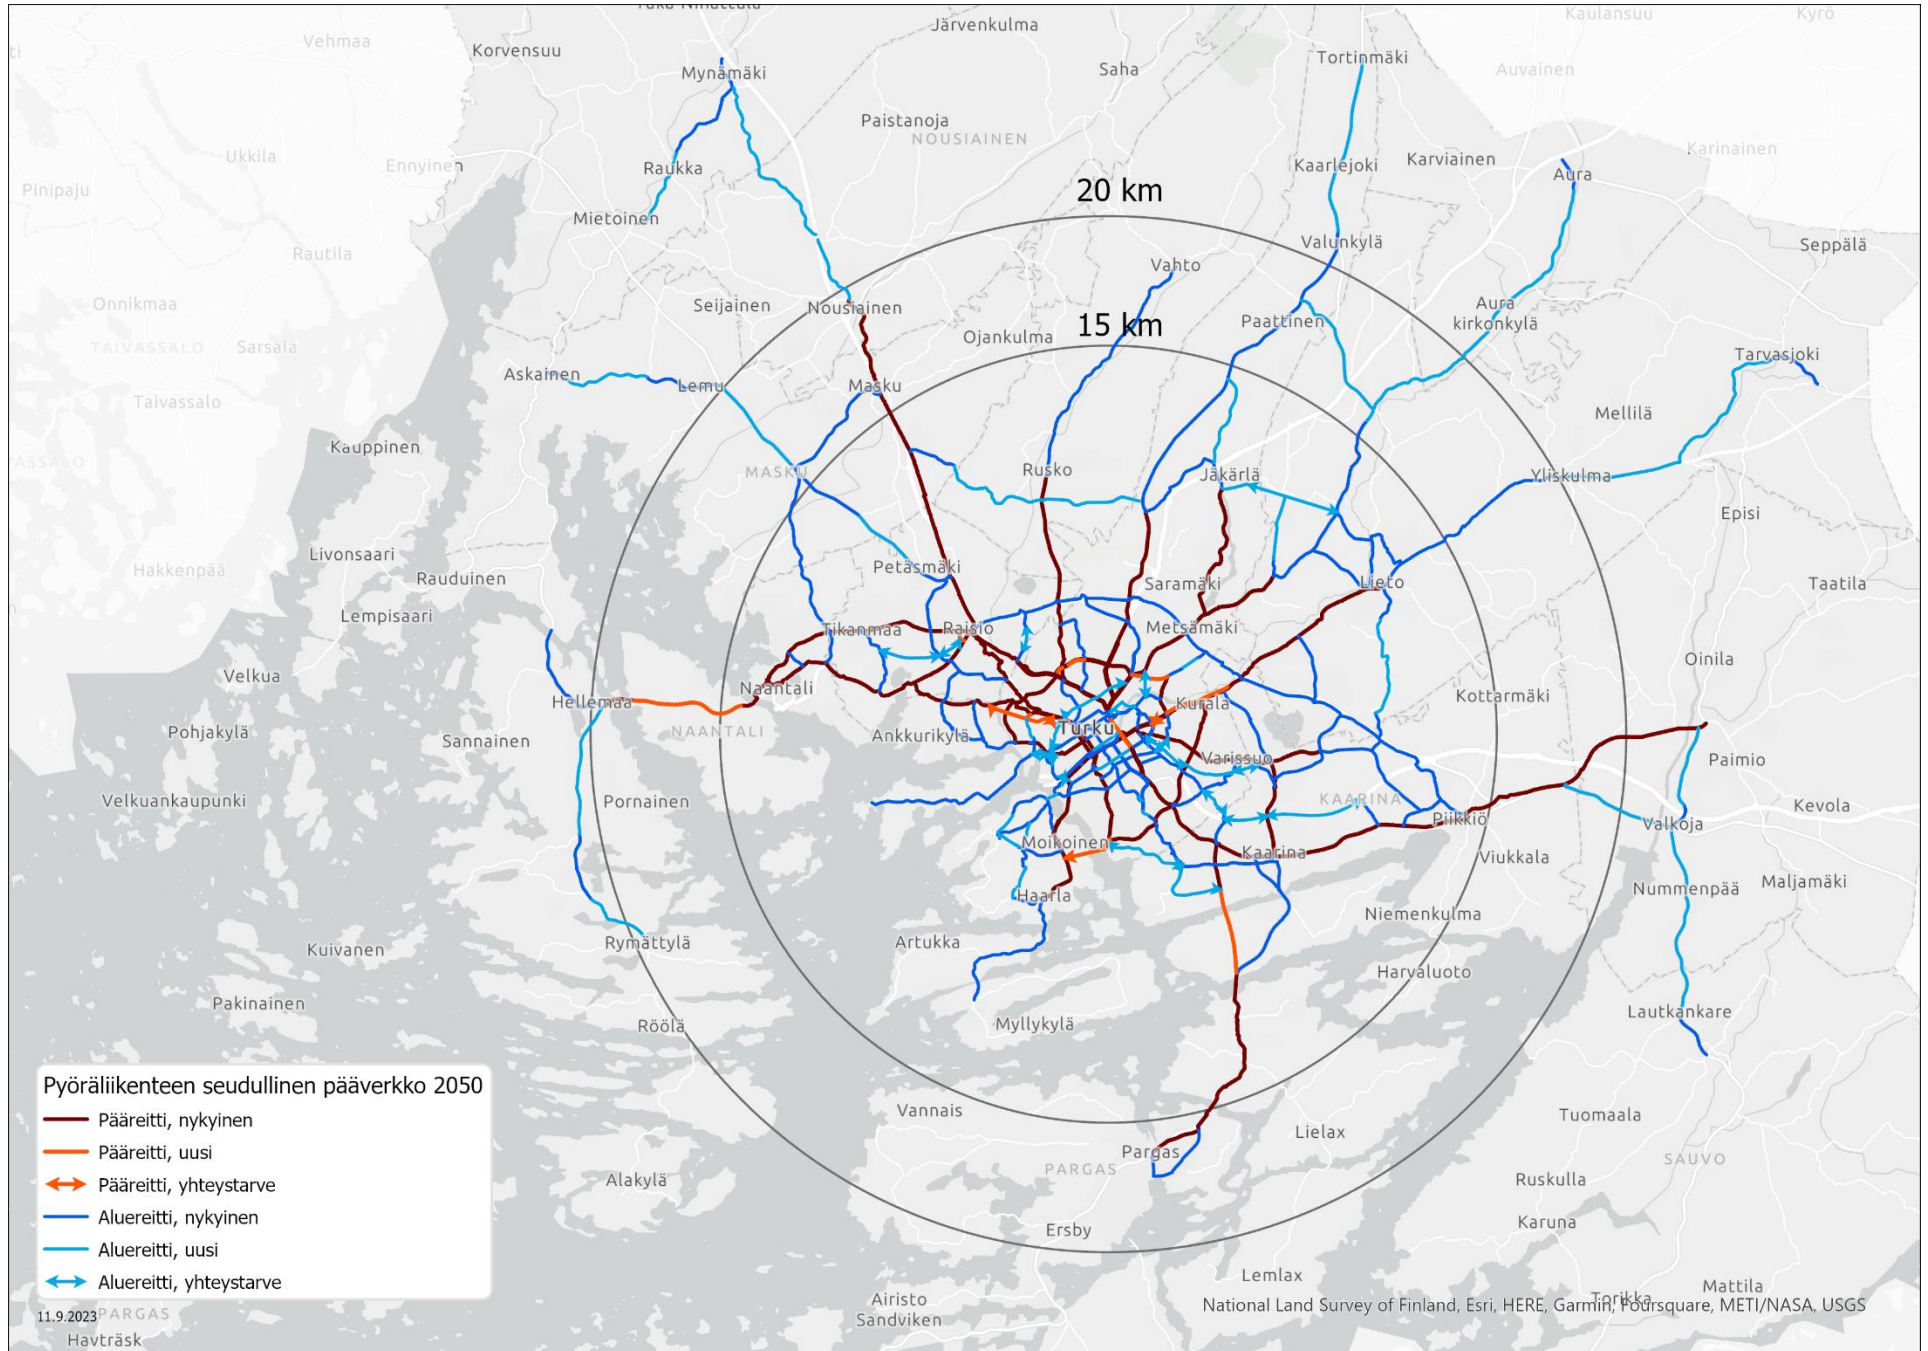 Taka-Nihattula
Järvenkulma
Kaulansuu
Kyrö
Vehmaa
Korvensuu
Mynämäki
Saha
Tortinmäki
Auvainen
Paistanoja
NOUSIAINEN
Ukkila
Ennyinen
Raukka
Kaarlejoki
Karviainen
Karinainen
Aura
Pinipaju
20 km
Mietoinen
Rautila
Valunkylä
Seppälä
Vahto
Onnikmaa
Seijainen
Nousiainen
Aura
kirkonkylä
15 km
Paattinen
Ojankulma
TAIVASSALO
Sarsala
Tarvasjoki
Askainen
Lemu
Masku
Taivassalo
Mellilä
Kauppinen
ASSALO
MASKU
Rusko
Jäkärlä
Yliskulma
Episi
Livonsaari
Hakkenpää
Rauduinen
Petäsmäki
Saramäki
Lieto
Taatila
Lempisaari
Tikanmaa
Raisio
Metsämäki
Oinila
Velkua
Naantali
Hellemaa
Kurala
Kottarmäki
Pohjakylä
Sannainen
NAANTALI
Ankkurikylä
Turku
Varissuo
Paimio
Velkuankaupunki
Pornainen
KAARINA
Kevola
Piikkiö
Valkoja
Moikoinen
Kaarina
Viukkala
Haarla
Nummenpää
Maljamäki
Niemenkulma
Kuivanen
Rymättylä
Artukka
Harvaluoto
Pakinainen
Röölä
Myllykylä
Lautkankare
Pyöräliikenteen seudullinen pääverkko 2050
Pääreitti, nykyinen
Pääreitti, uusi
Pääreitti, yhteystarve
Aluereitti, nykyinen
Aluereitti, uusi
Aluereitti, yhteystarve
Vannais
Lielax
Tuomaala
Pargas
PARGAS
SAUVO
Alakylä
Ruskulla
Ersby
Karuna
Lemlax
Mattila
Airisto
Sandviken
Torikka
National Land Survey of Finland, Esri, HERE, Garmin, Foursquare, METI/NASA, USGS
11.9.2023
PARGAS
Havträsk